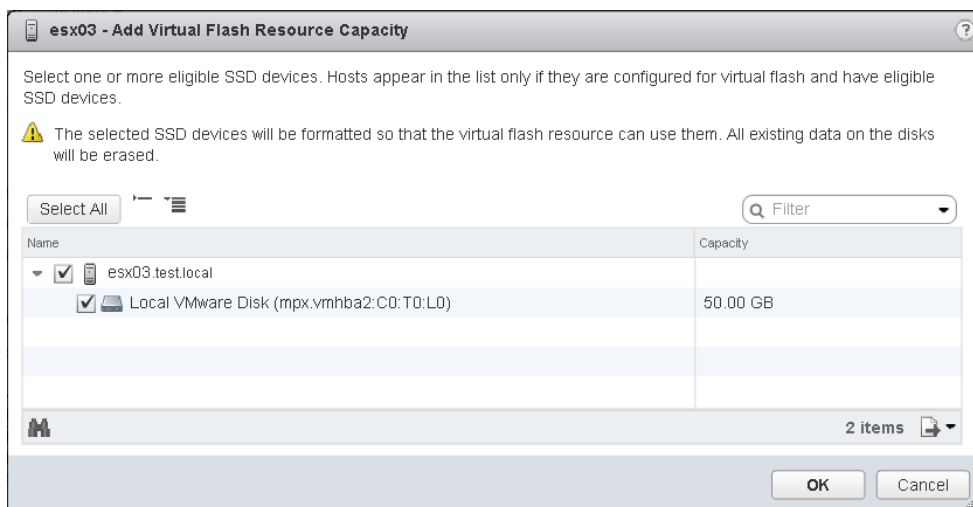 esx03 - Add Virtual Flash Resource Capacity
?
Select one or more eligible SSD devices. Hosts appear in the list only if they are configured for virtual flash and have eligible
SSD devices.
The selected SSD devices will be formatted so that the virtual flash resource can use them. All existing data on the disks
will be erased.
Select All
Filter
Name Capacity
esx03.test.local
Local VMware Disk (mpx.vmhba2:C0:T0:L0) 50.00 GB
2 items
OK Cancel